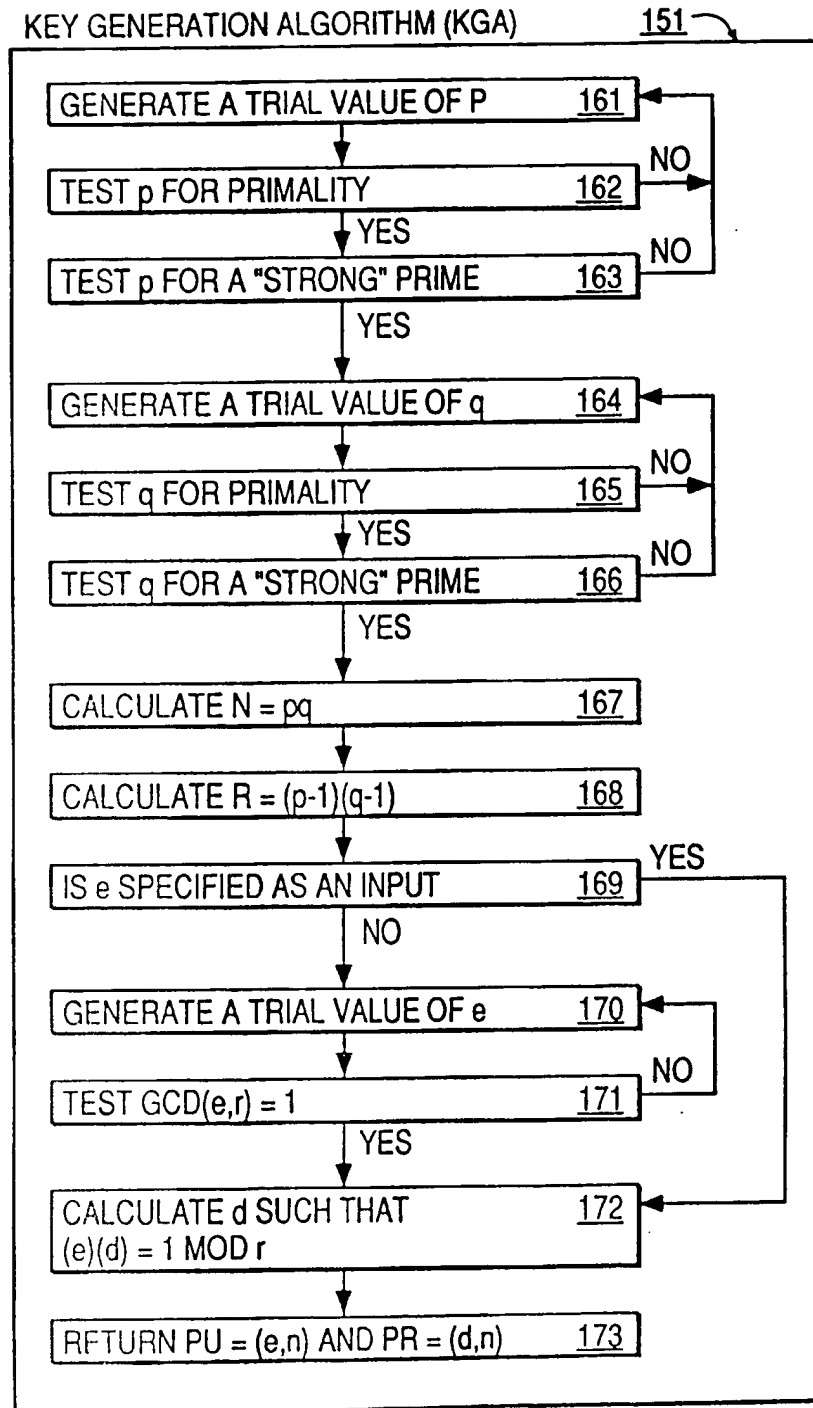 KEY GENERATION ALGORITHM (KGA) 151
GENERATE A TRIAL VALUE OF P 161
NO
TEST p FOR PRIMALITY 162
YES
NO
TEST p FOR A "STRONG" PRIME 163
YES
GENERATE A TRIAL VALUE OF q 164
NO
TEST q FOR PRIMALITY 165
YES
NO
TEST q FOR A "STRONG" PRIME 166
YES
CALCULATE N = pq 167
CALCULATE R = (p-1)(q-1) 168
YES
IS e SPECIFIED AS AN INPUT 169
NO
GENERATE A TRIAL VALUE OF e 170
NO
TEST GCD(e,r) = 1 171
YES
CALCULATE d SUCH THAT 172
(e)(d) = 1 MOD r
RETURN PU = (e,n) AND PR = (d,n) 173